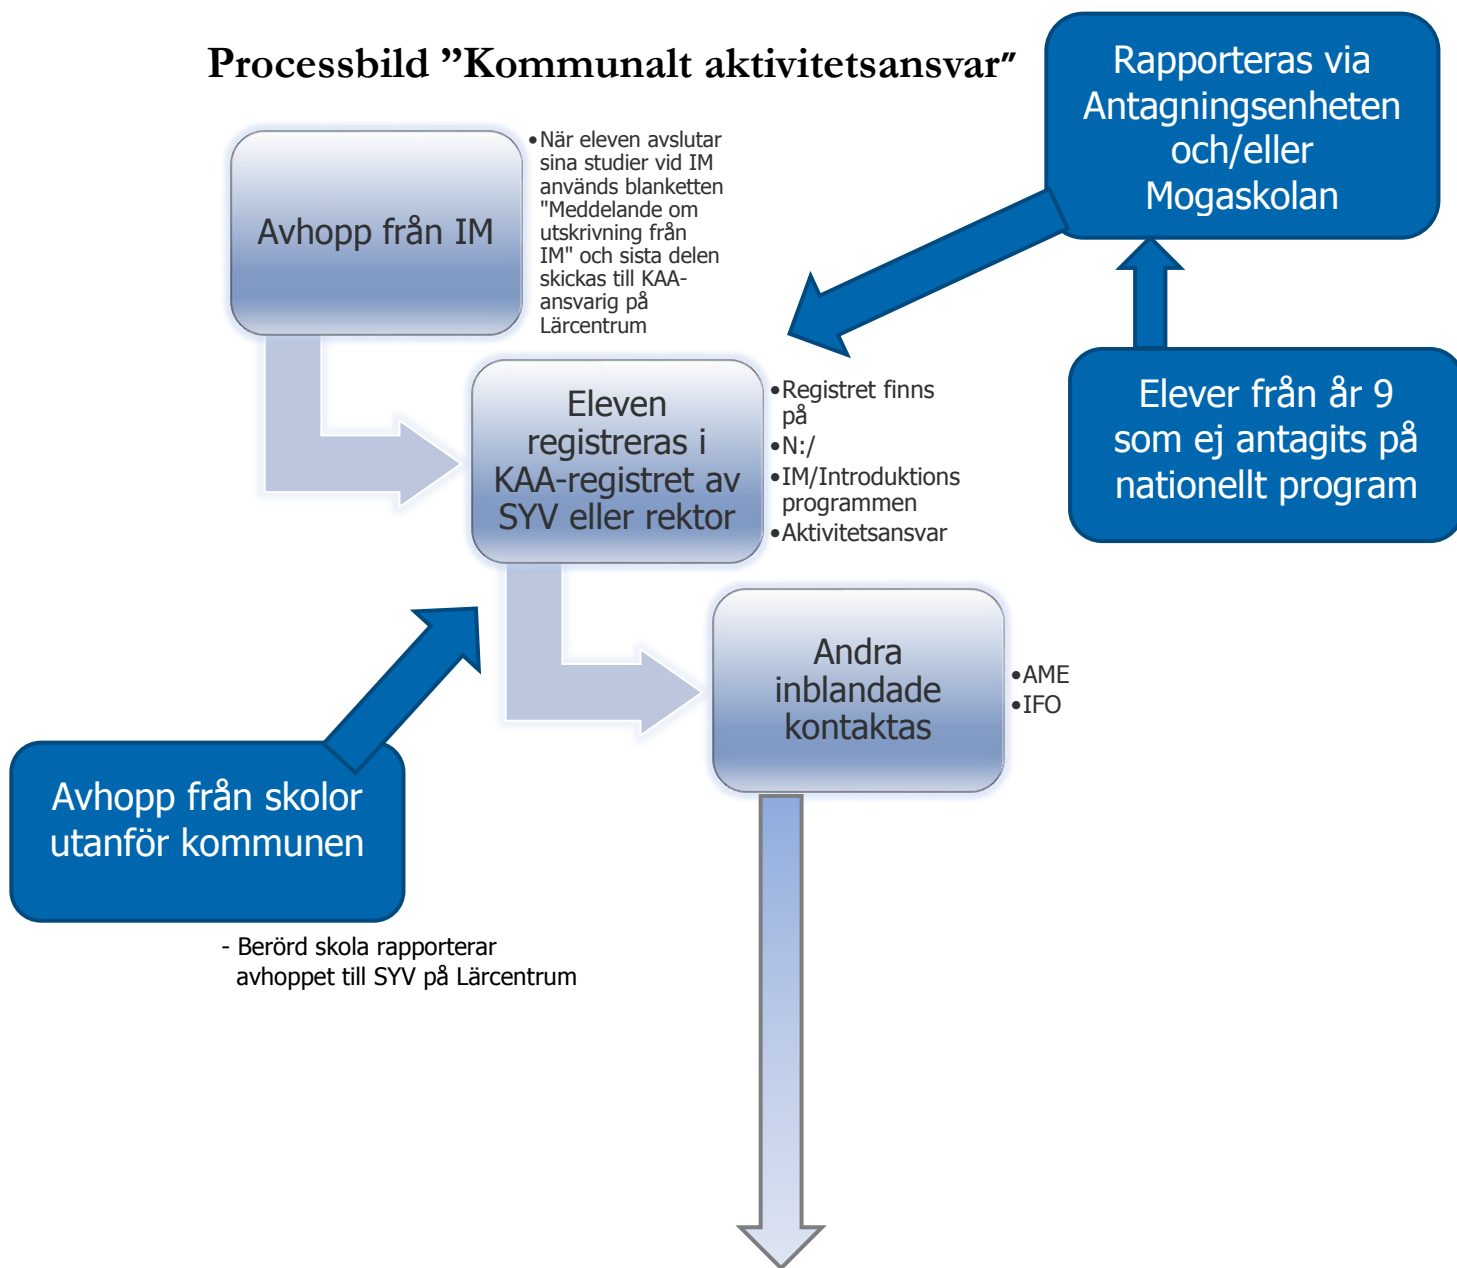 Processbild ”Kommunalt aktivitetsansvar”
Rapporteras via
Antagningsenheten
och/eller
Mogaskolan
Avhopp från IM
•När eleven avslutar
sina studier vid IM
används blanketten
"Meddelande om
utskrivning från
IM" och sista delen
skickas till KAA-
ansvarig på
Lärcentrum
Elever från år 9
som ej antagits på
nationellt program
Eleven
registreras i
KAA-registret av
SYV eller rektor
•Registret finns
på
•N:/
•IM/Introduktions
programmen
•Aktivitetsansvar
Andra
inblandade
kontaktas
•AME
•IFO
Avhopp från skolor
utanför kommunen
- Berörd skola rapporterar
avhoppet till SYV på Lärcentrum